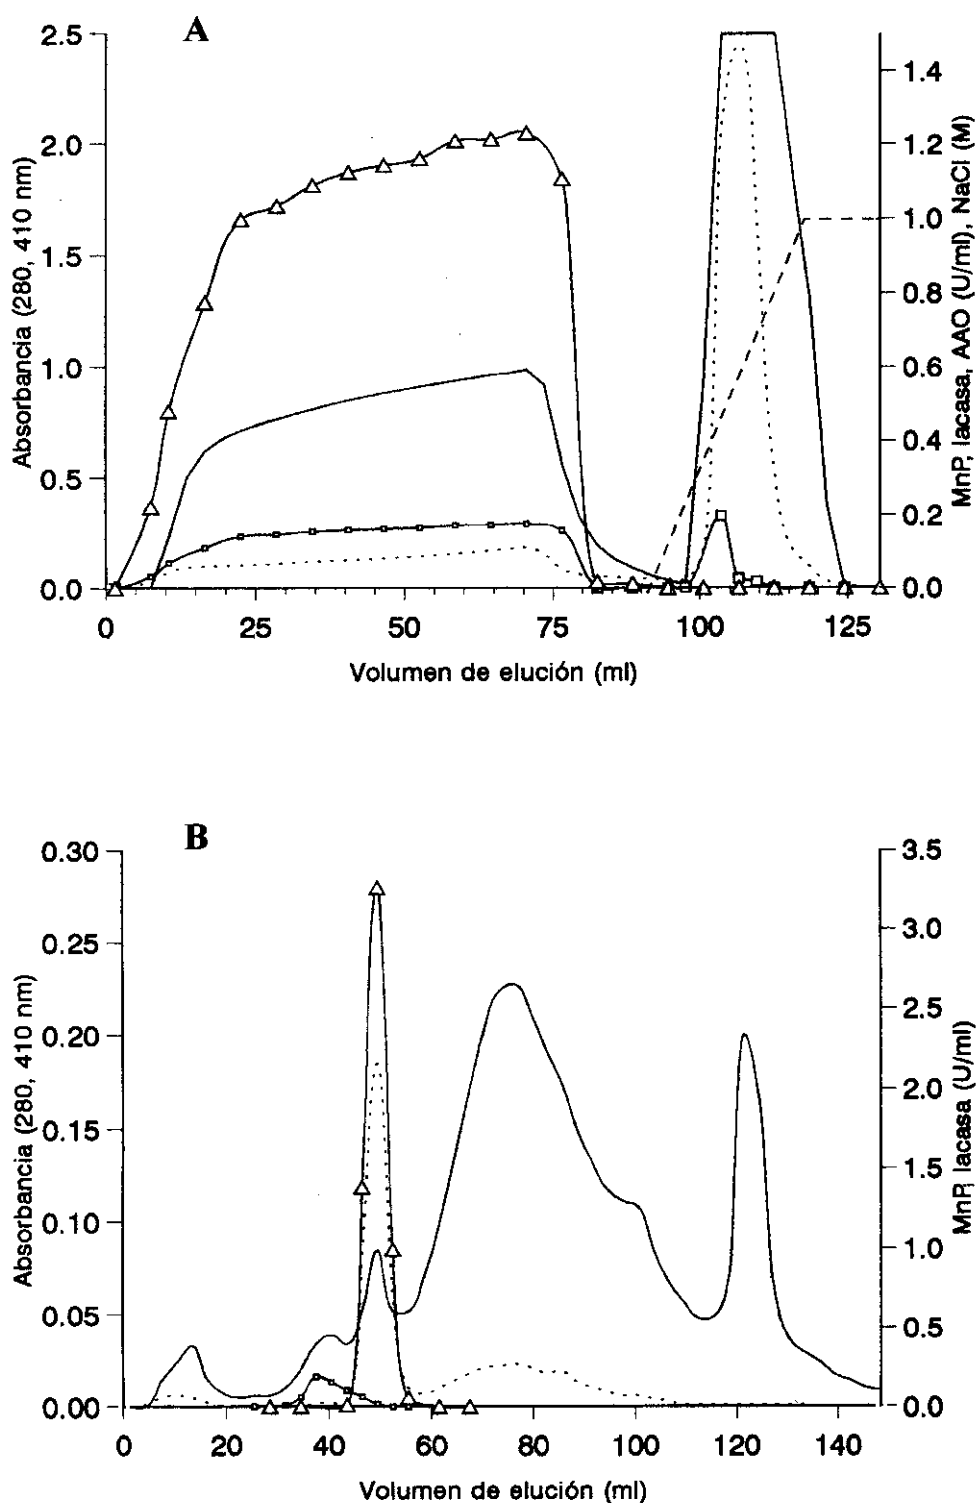 A
Absorbancia (280, 410 nm)
2.5
2.0
1.5
1.0
0.5
0.0
MnP, lacasa, AAO (U/ml), NaCl (M)
1.4
1.2
1.0
0.8
0.6
0.4
0.2
0.0
0 25 50 75 100 125
Volumen de elución (ml)
B
Absorbancia (280, 410 nm)
0.30
0.25
0.20
0.15
0.10
0.05
0.00
MnP, lacasa (U/ml)
3.5
3.0
2.5
2.0
1.5
1.0
0.5
0.0
0 20 40 60 80 100 120 140
Volumen de elución (ml)